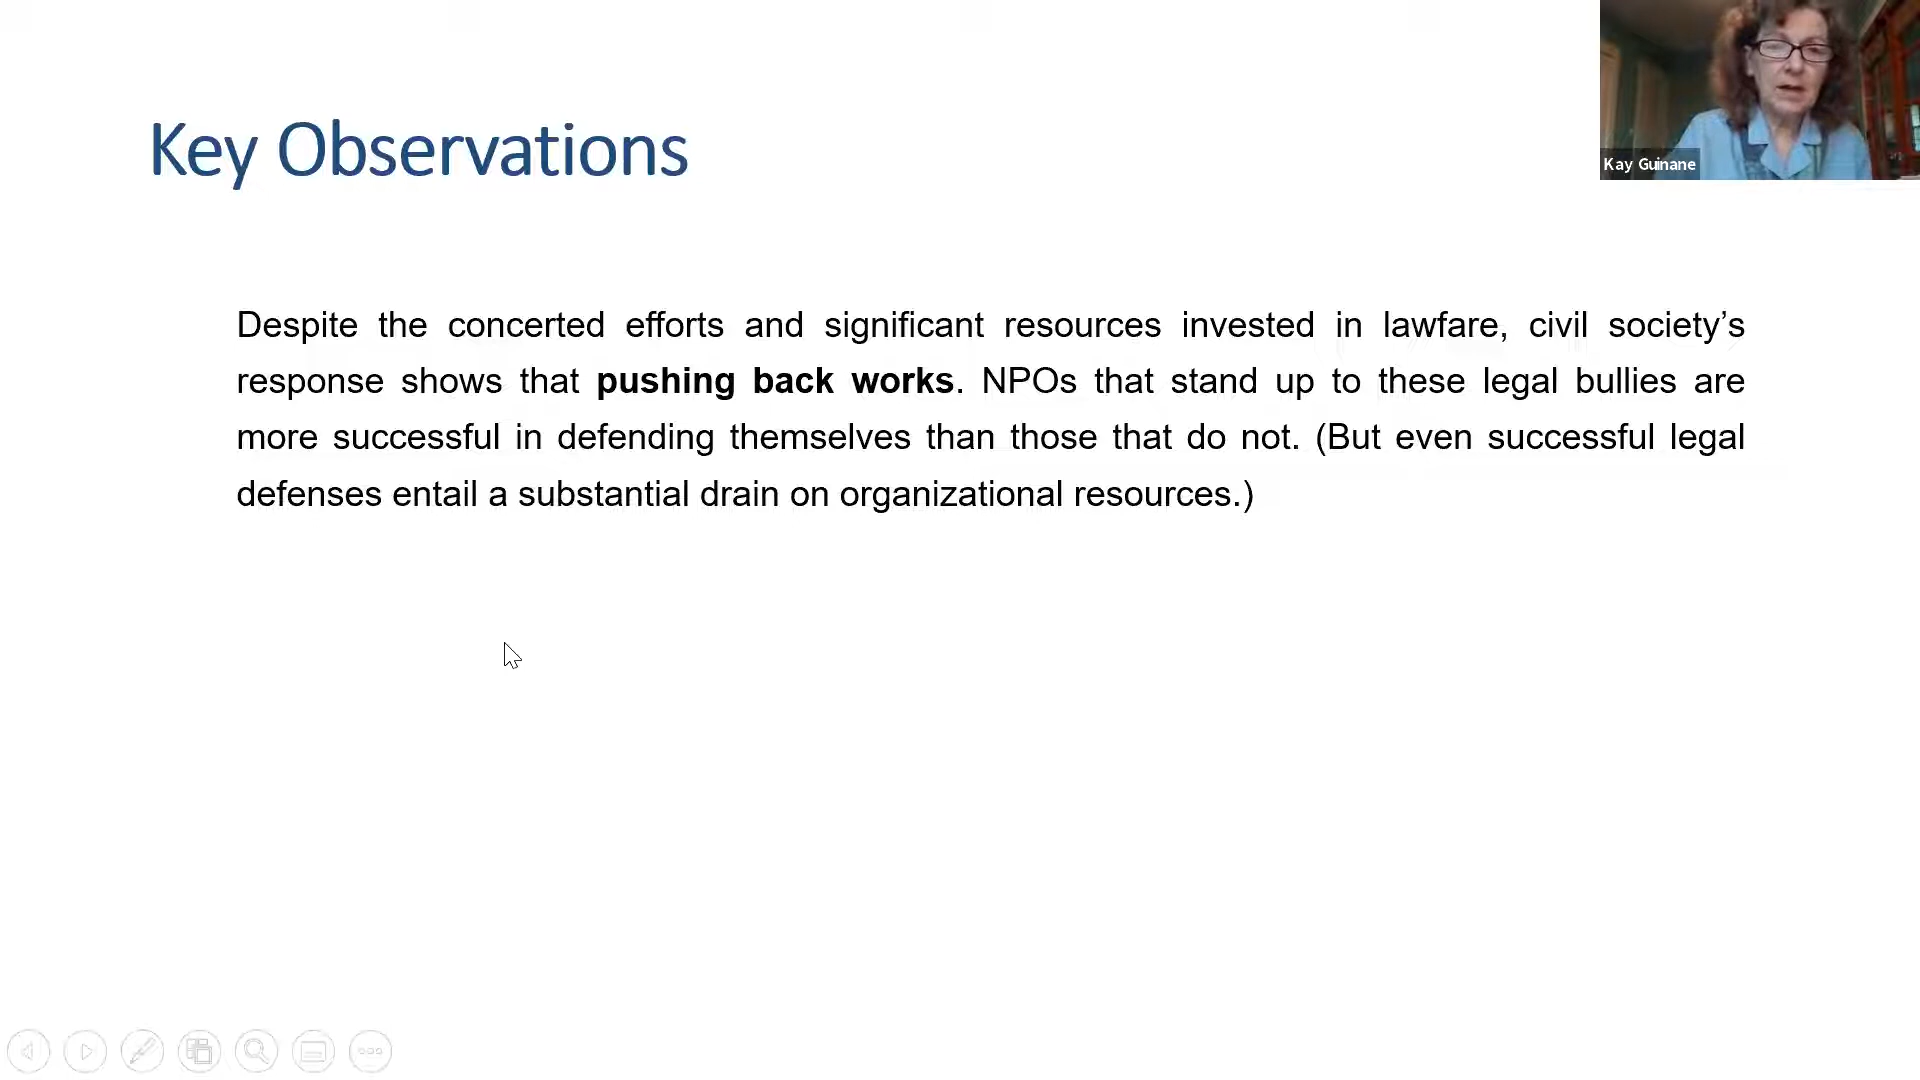 Key Observations
Kay Guinane
Despite the concerted efforts and significant resources invested in lawfare, civil society’s
response shows that pushing back works. NPOs that stand up to these legal bullies are
more successful in defending themselves than those that do not. (But even successful legal
defenses entail a substantial drain on organizational resources.)